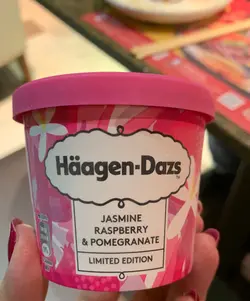 Häagen-Dazs
JASMINE
RASPBERRY
& POMEGRANATE
LIMITED EDITION